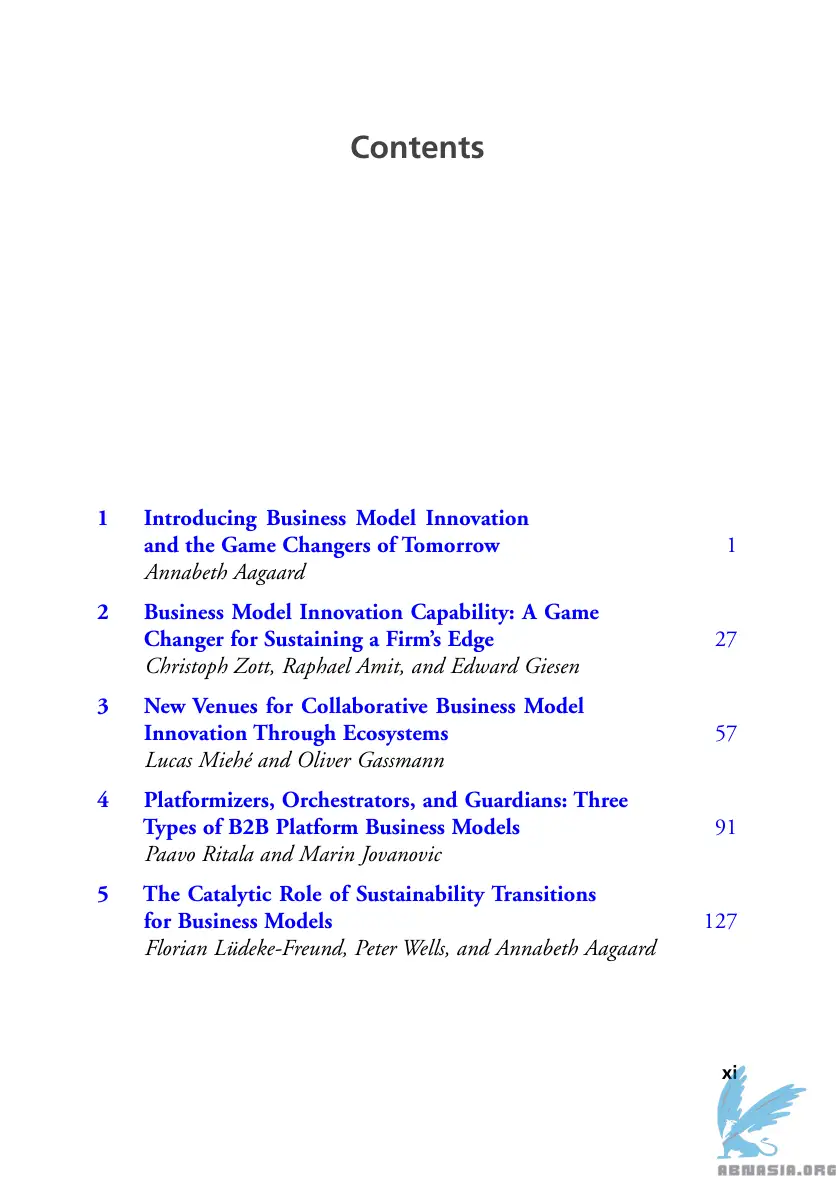 Contents
1 Introducing Business Model Innovation
and the Game Changers of Tomorrow 1
Annabeth Aagaard
2 Business Model Innovation Capability: A Game
Changer for Sustaining a Firm’s Edge 27
Christoph Zott, Raphael Amit, and Edward Giesen
3 New Venues for Collaborative Business Model
Innovation Through Ecosystems 57
Lucas Miehé and Oliver Gassmann
4 Platformizers, Orchestrators, and Guardians: Three
Types of B2B Platform Business Models 91
Paavo Ritala and Marin Jovanovic
5 The Catalytic Role of Sustainability Transitions
for Business Models 127
Florian Lüdeke-Freund, Peter Wells, and Annabeth Aagaard
xi
ABNASIA.ORG